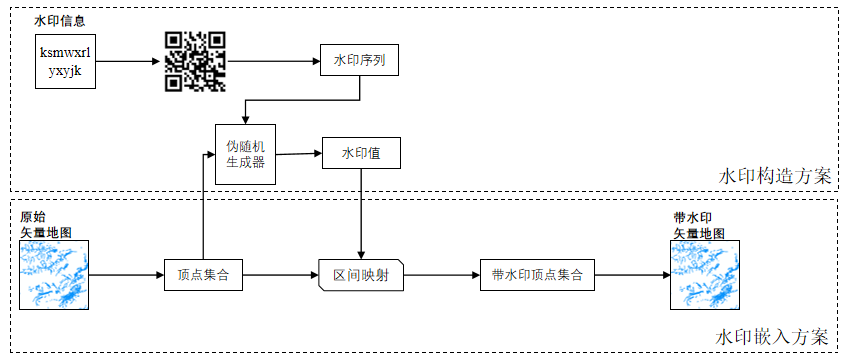 水印信息
ksmwxrl
yxyjk
水印序列
伪随机
生成器
水印值
水印构造方案
原始
矢量地图
顶点集合
区间映射
带水印顶点集合
带水印
矢量地图
水印嵌入方案